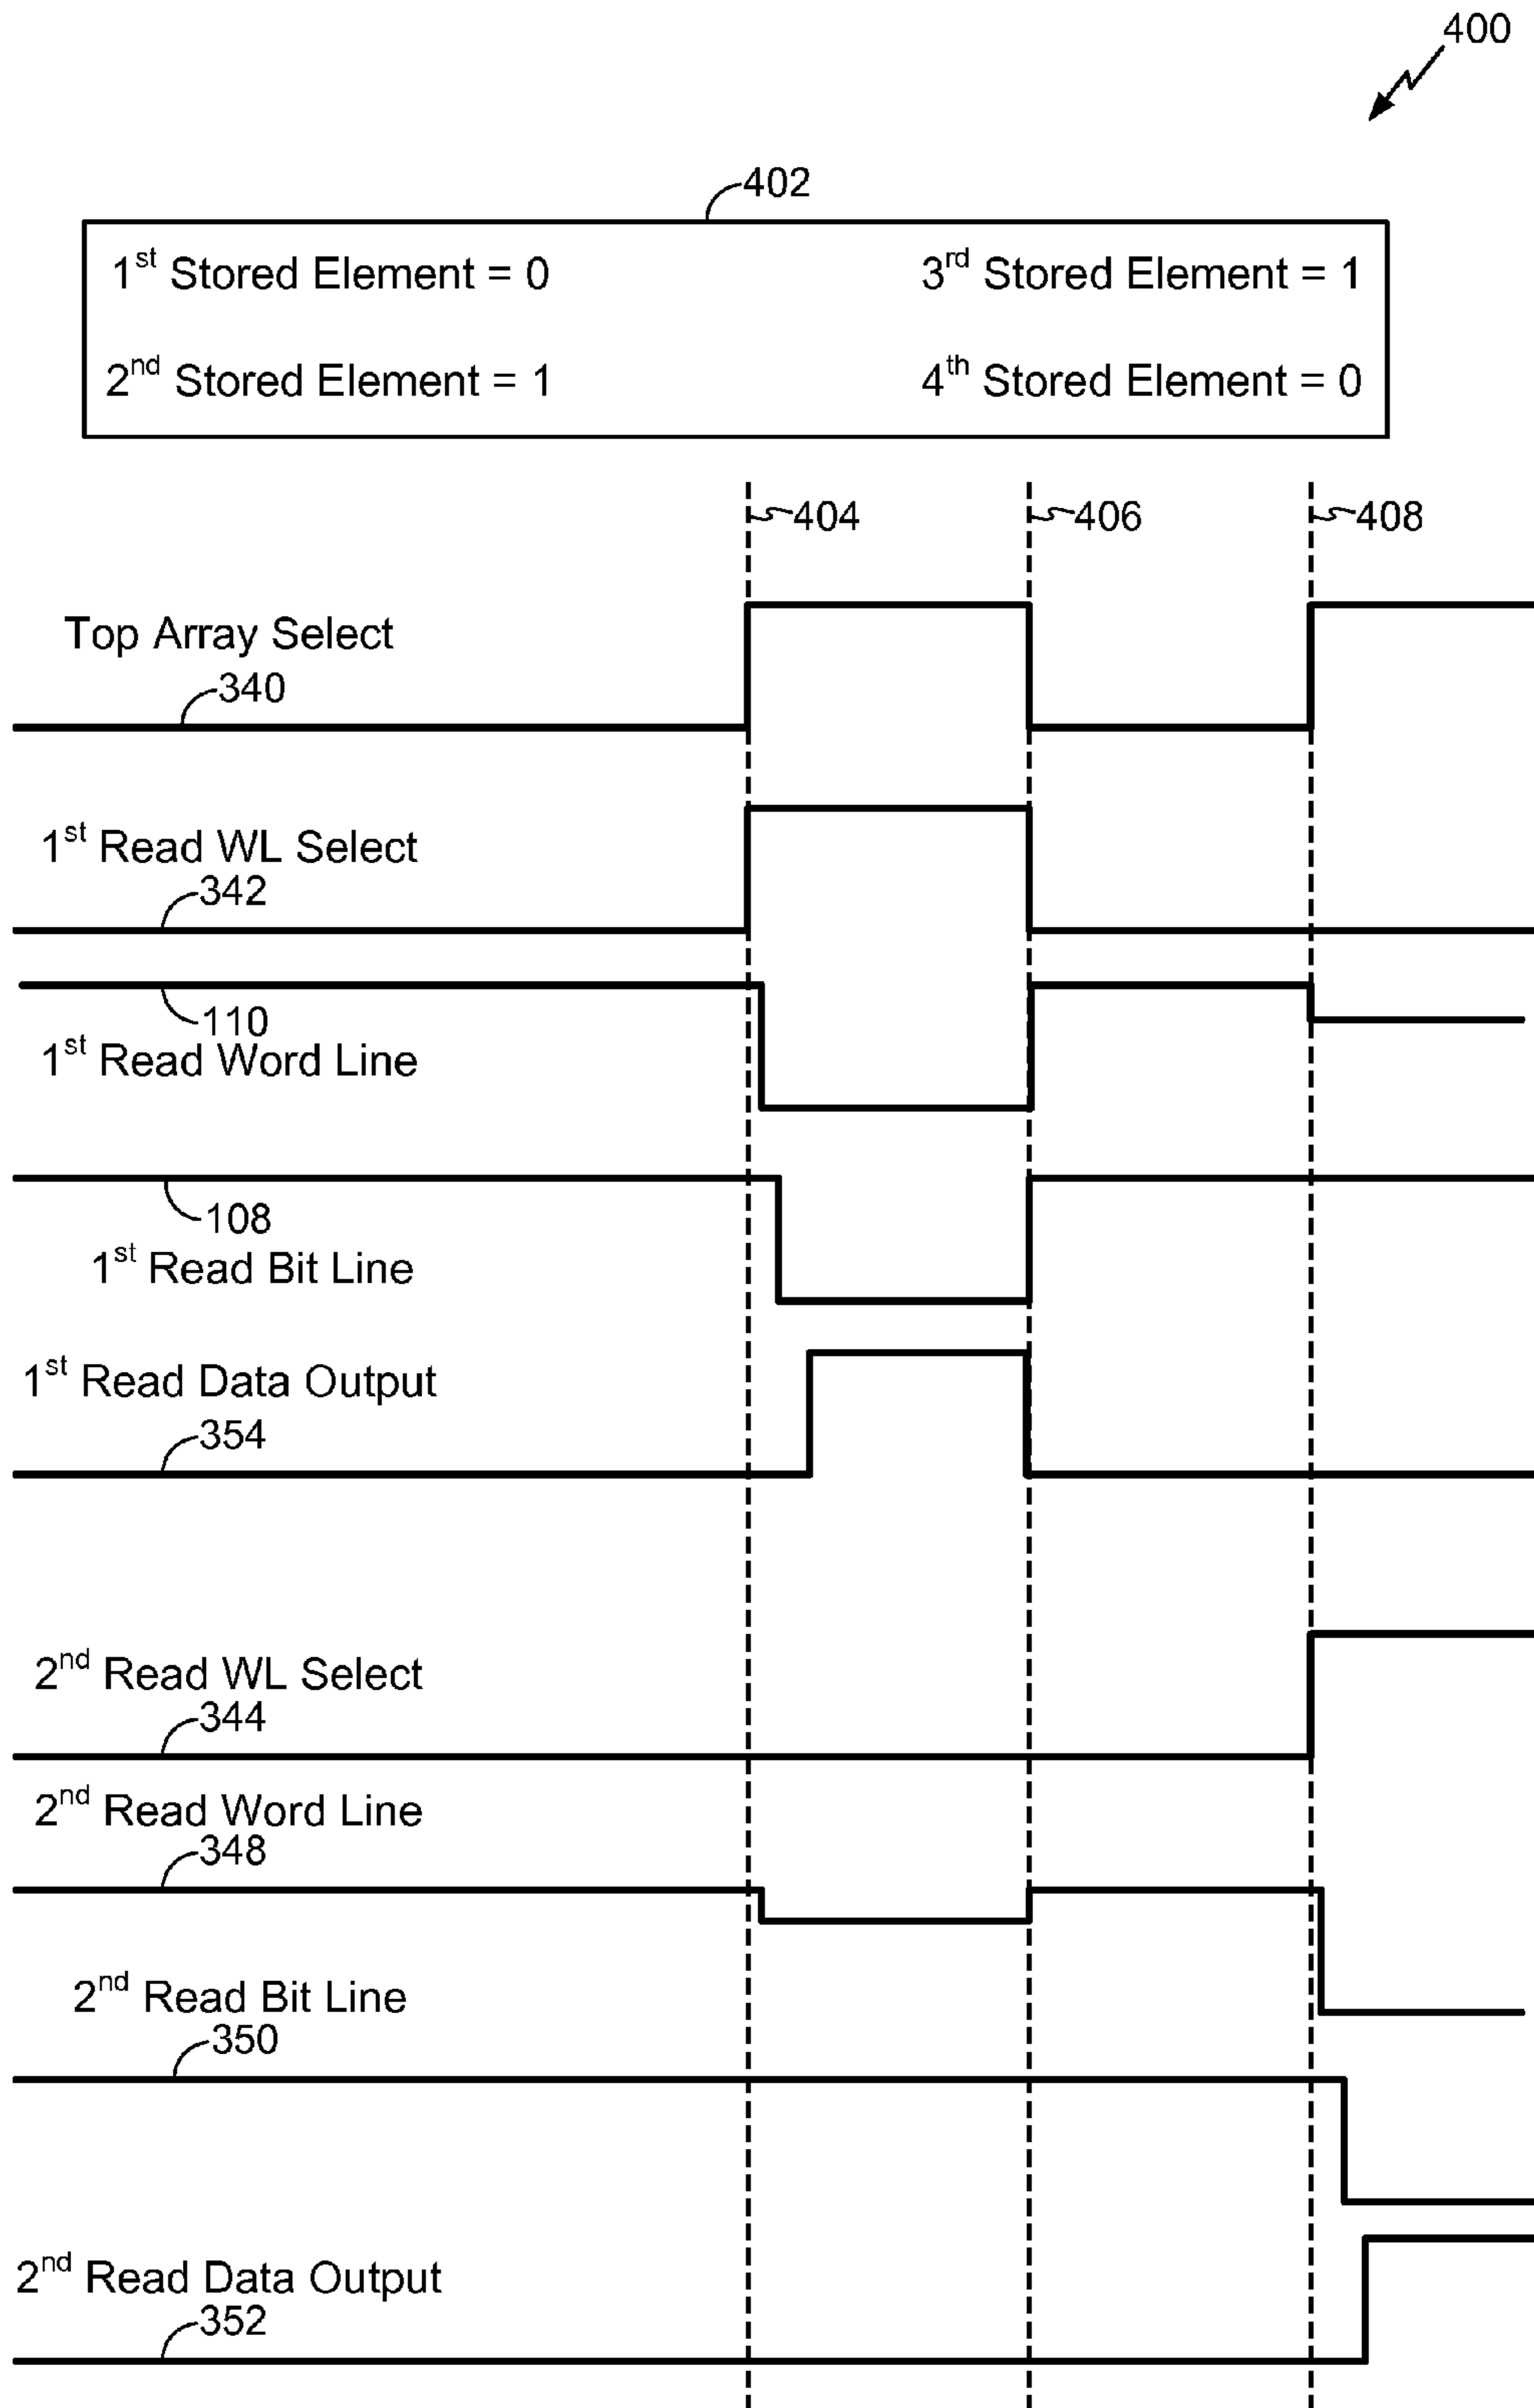 400
402
1st Stored Element = 0
3rd Stored Element = 1
2nd Stored Element = 1
4th Stored Element = 0
404
406
408
Top Array Select
340
1st Read WL Select
342
110
1st Read Word Line
108
1st Read Bit Line
1st Read Data Output
354
2nd Read WL Select
344
2nd Read Word Line
348
2nd Read Bit Line
350
2nd Read Data Output
352